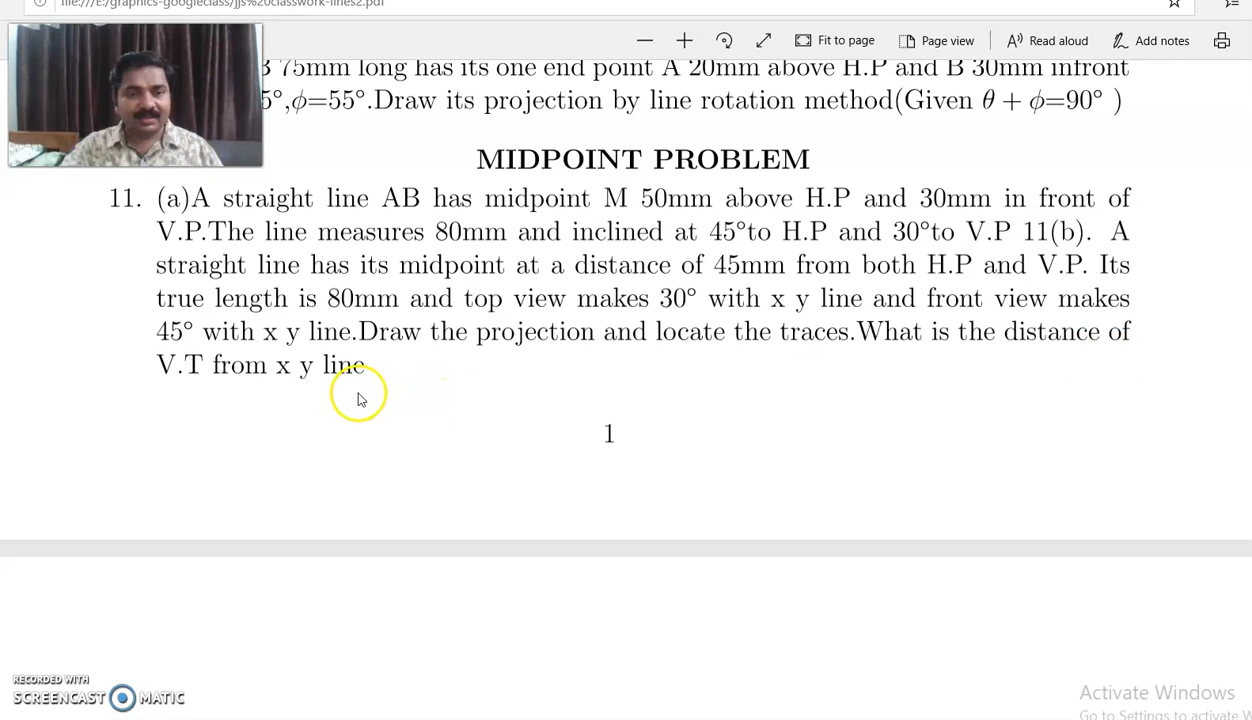 file:///E:/graphics-googleclass/jjs%20classwork-lines2.pdf
Fit to page Page view Read aloud Add notes
75mm long has its one end point A 20mm above H.P and B 30mm infront
5°,ϕ=55°.Draw its projection by line rotation method(Given θ + ϕ=90° )
MIDPOINT PROBLEM
11. (a)A straight line AB has midpoint M 50mm above H.P and 30mm in front of
V.P.The line measures 80mm and inclined at 45°to H.P and 30°to V.P 11(b). A
straight line has its midpoint at a distance of 45mm from both H.P and V.P. Its
true length is 80mm and top view makes 30° with x y line and front view makes
45° with x y line.Draw the projection and locate the traces.What is the distance of
V.T from x y line
1
RECORDED WITH
SCREENCAST MATIC
Activate Windows
Go to Settings to activate W